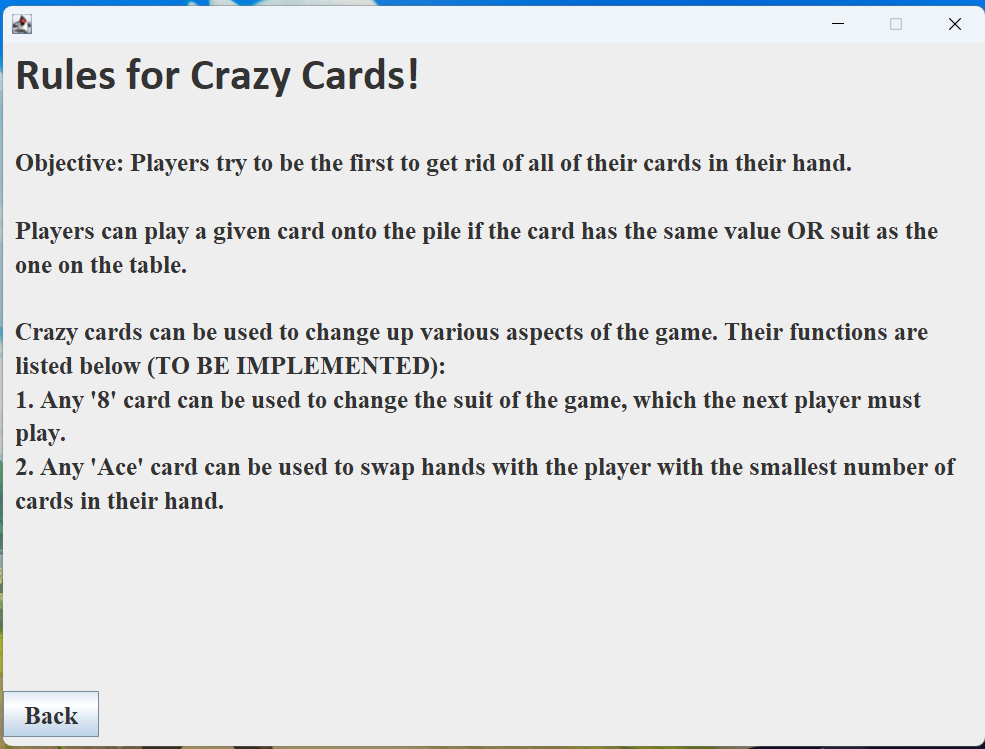 Rules for Crazy Cards!
Objective: Players try to be the first to get rid of all of their cards in their hand.
Players can play a given card onto the pile if the card has the same value OR suit as the
one on the table.
Crazy cards can be used to change up various aspects of the game. Their functions are
listed below (TO BE IMPLEMENTED):
1. Any '8' card can be used to change the suit of the game, which the next player must
play.
2. Any 'Ace' card can be used to swap hands with the player with the smallest number of
cards in their hand.
Back